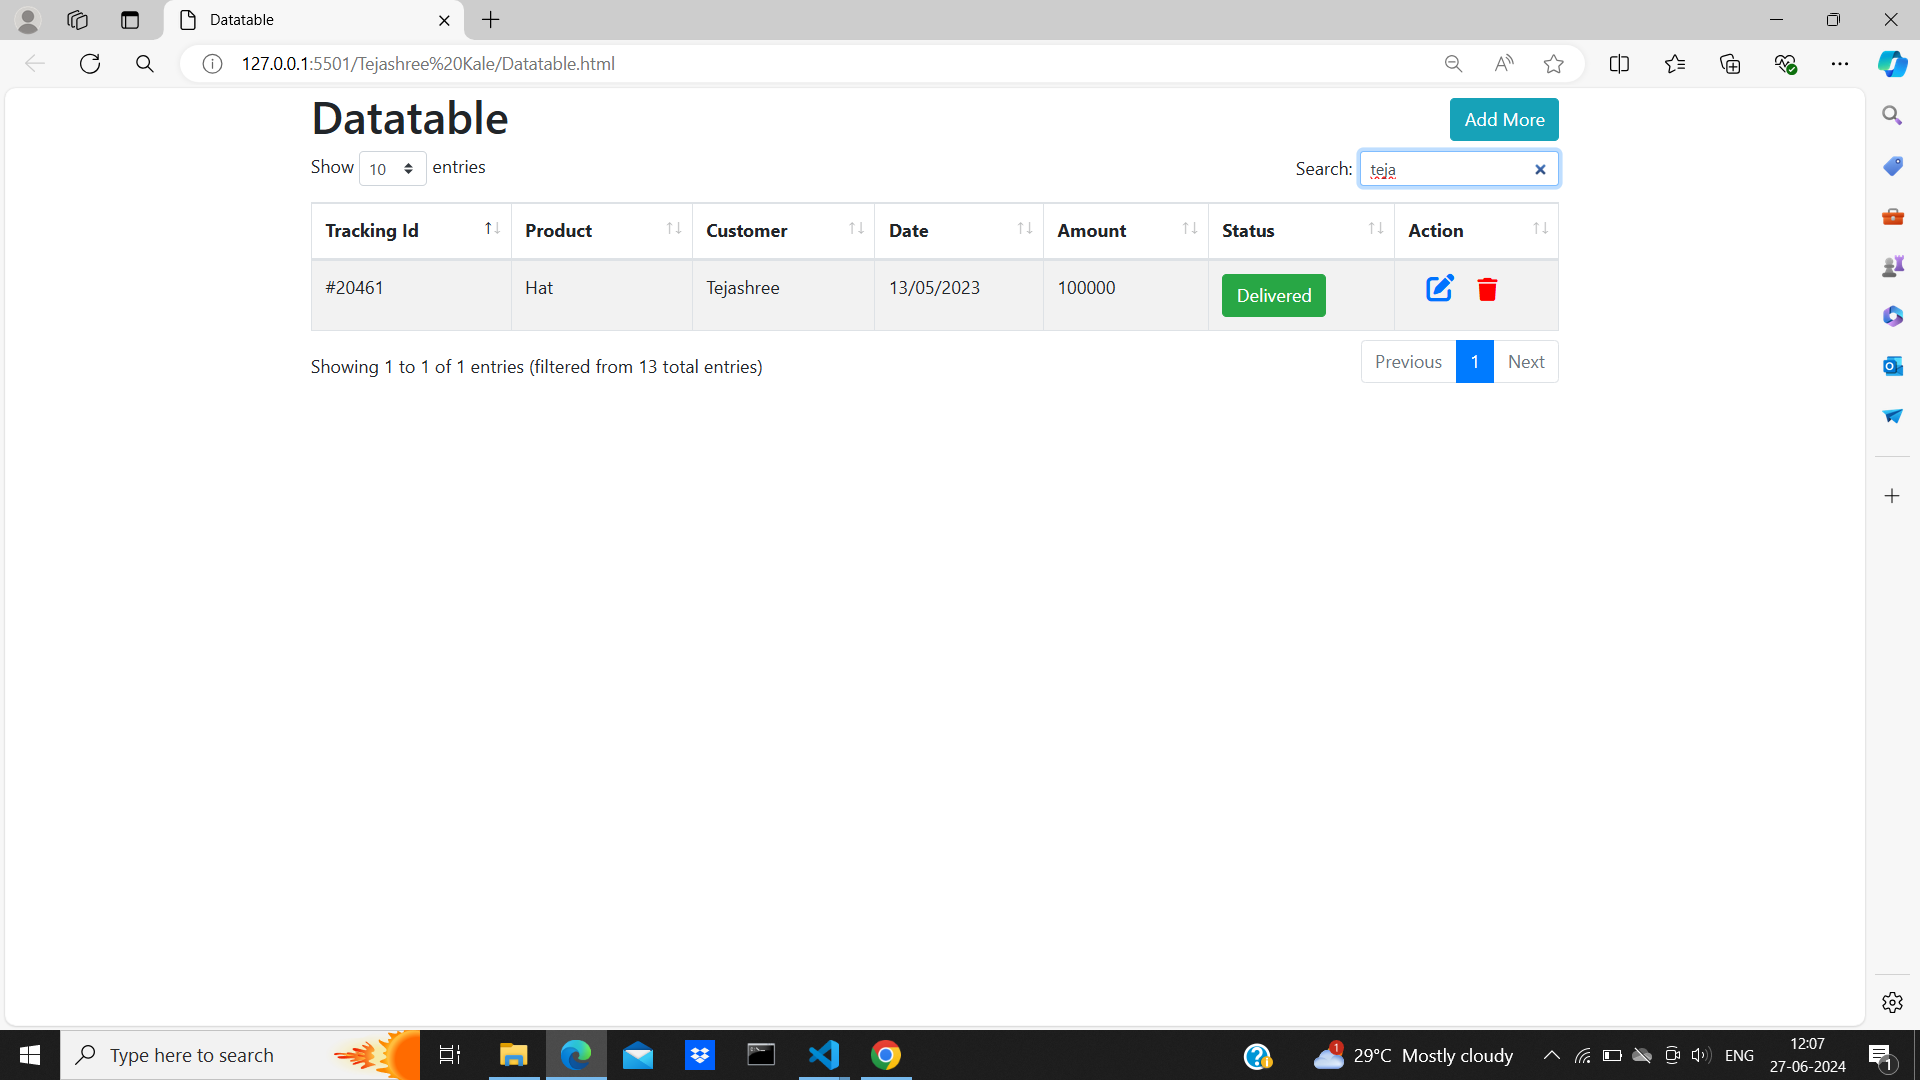 Datatable
127.0.0.1:5501/Tejashree%20Kale/Datatable.html
Datatable
Add More
Show 10 entries
Search: teja
Tracking Id Product Customer Date Amount Status Action
#20461 Hat Tejashree 13/05/2023 100000 Delivered
Showing 1 to 1 of 1 entries (filtered from 13 total entries)
Previous 1 Next
Type here to search
1 29°C Mostly cloudy
ENG
12:07
27-06-2024
1